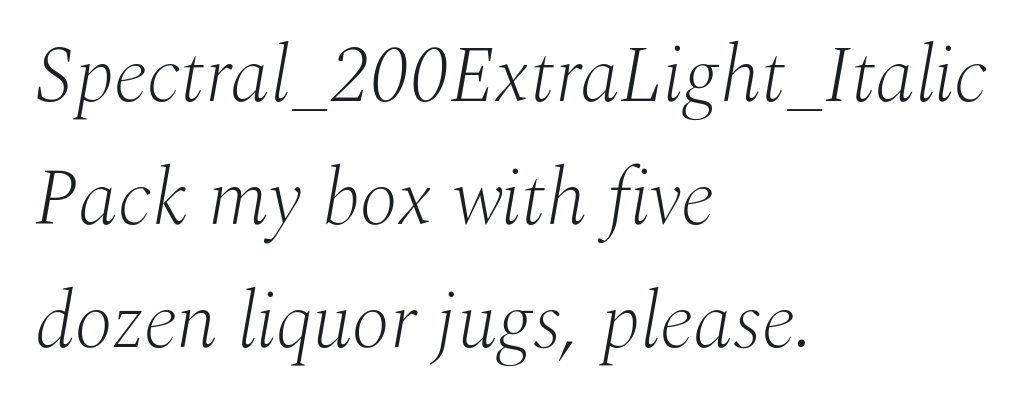 Spectral_200ExtraLight_Italic
Pack my box with five
dozen liquor jugs, please.